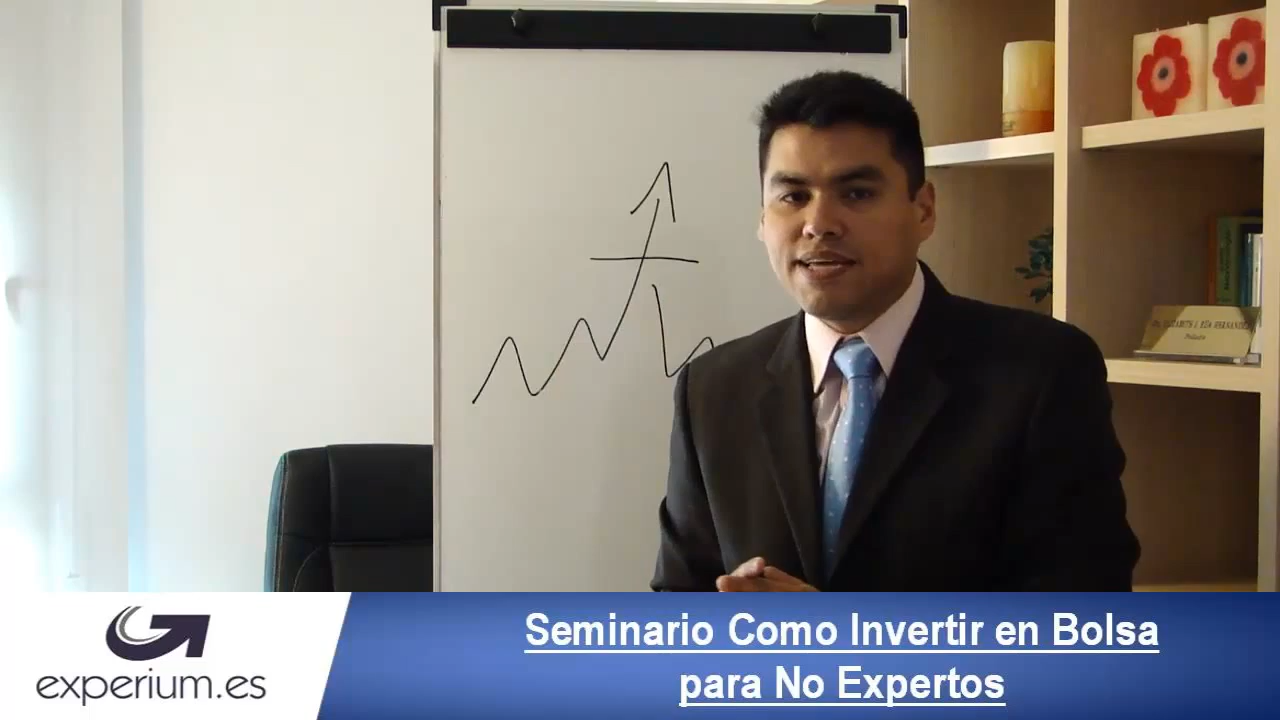 experium.es
Seminario Como Invertir en Bolsa
para No Expertos